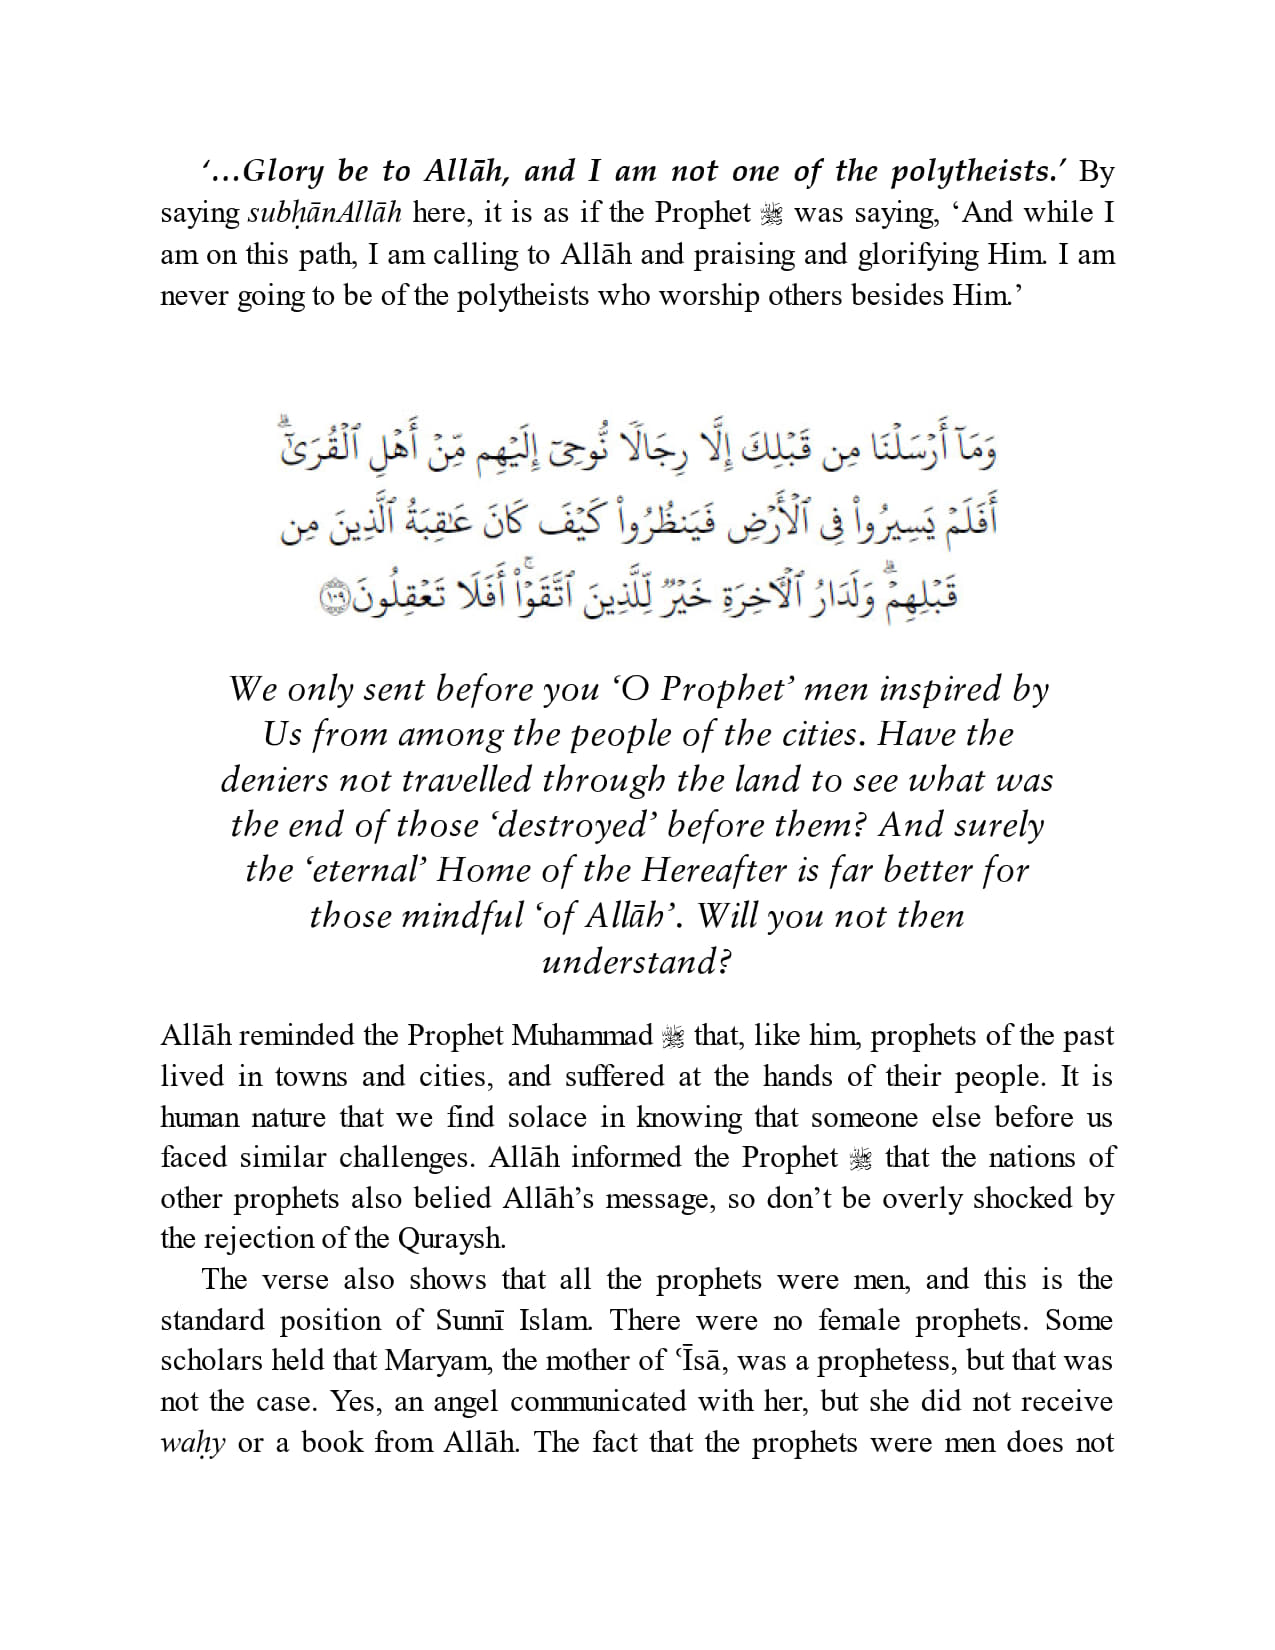 ‘…Glory be to Allāh, and I am not one of the polytheists.’ By
saying subḥānAllāh here, it is as if the Prophet ﷺ was saying, ‘And while I
am on this path, I am calling to Allāh and praising and glorifying Him. I am
never going to be of the polytheists who worship others besides Him.’
وَمَآ أَرۡسَلۡنَا مِن قَبۡلِكَ إِلَّا رِجَالٗا نُّوحِيٓ إِلَيۡهِم مِّنۡ أَهۡلِ ٱلۡقُرَىٰٓۗ
أَفَلَمۡ يَسِيرُواْ فِي ٱلۡأَرۡضِ فَيَنظُرُواْ كَيۡفَ كَانَ عَٰقِبَةُ ٱلَّذِينَ مِن
قَبۡلِهِمۡۗ وَلَدَارُ ٱلۡأٓخِرَةِ خَيۡرٞ لِّلَّذِينَ ٱتَّقَوۡاْۚ أَفَلَا تَعۡقِلُونَ ١٠٩
We only sent before you ‘O Prophet’ men inspired by
Us from among the people of the cities. Have the
deniers not travelled through the land to see what was
the end of those ‘destroyed’ before them? And surely
the ‘eternal’ Home of the Hereafter is far better for
those mindful ‘of Allāh’. Will you not then
understand?
Allāh reminded the Prophet Muhammad ﷺ that, like him, prophets of the past
lived in towns and cities, and suffered at the hands of their people. It is
human nature that we find solace in knowing that someone else before us
faced similar challenges. Allāh informed the Prophet ﷺ that the nations of
other prophets also belied Allāh’s message, so don’t be overly shocked by
the rejection of the Quraysh.
The verse also shows that all the prophets were men, and this is the
standard position of Sunnī Islam. There were no female prophets. Some
scholars held that Maryam, the mother of ʿĪsā, was a prophetess, but that was
not the case. Yes, an angel communicated with her, but she did not receive
waḥy or a book from Allāh. The fact that the prophets were men does not